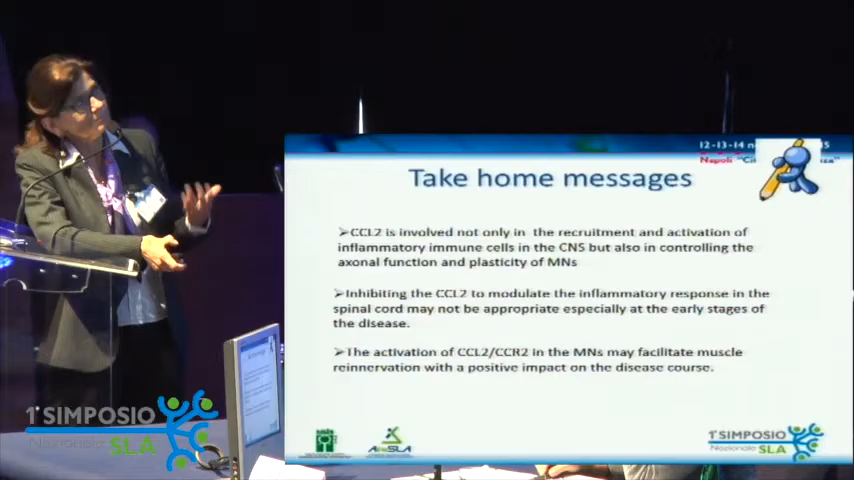 12-13-14
15
Napoli "Ci
Take home messages
➢CCL2 is involved not only in the recruitment and activation of
inflammatory immune cells in the CNS but also in controlling the
axonal function and plasticity of MNs
➢Inhibiting the CCL2 to modulate the inflammatory response in the
spinal cord may not be appropriate especially at the early stages of
the disease.
➢The activation of CCL2/CCR2 in the MNs may facilitate muscle
reinnervation with a positive impact on the disease course.
1°SIMPOSIO
Nazionale SLA
1°SIMPOSIO
Nazionale SLA